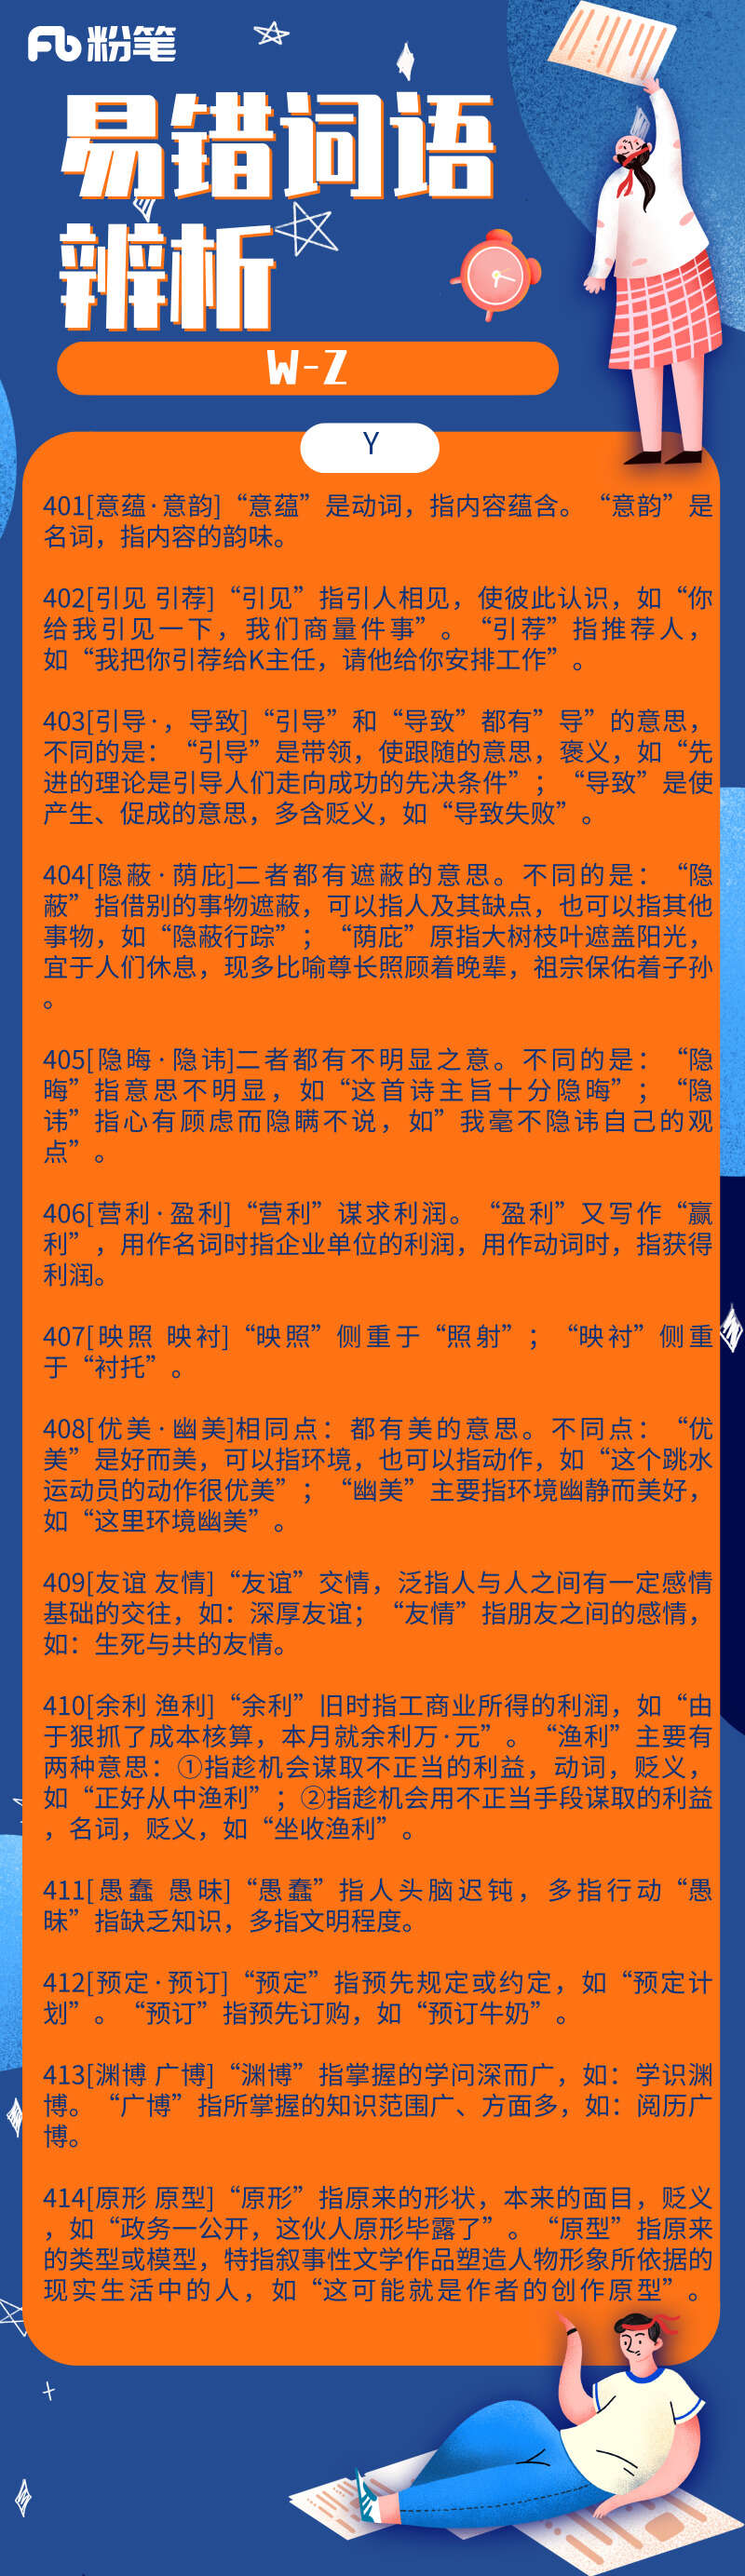 粉笔
易错词语
辨析
W-Z
Y
401[意蕴·意韵]“意蕴”是动词，指内容蕴含。“意韵”是
名词，指内容的韵味。
402[引见 引荐]“引见”指引人相见，使彼此认识，如“你
给我引见一下，我们商量件事”。“引荐”指推荐人，
如“我把你引荐给K主任，请他给你安排工作”。
403[引导·，导致]“引导”和“导致”都有”导”的意思，
不同的是：“引导”是带领，使跟随的意思，褒义，如“先
进的理论是引导人们走向成功的先决条件”；“导致”是使
产生、促成的意思，多含贬义，如“导致失败”。
404[隐蔽·荫庇]二者都有遮蔽的意思。不同的是：“隐
蔽”指借别的事物遮蔽，可以指人及其缺点，也可以指其他
事物，如“隐蔽行踪”；“荫庇”原指大树枝叶遮盖阳光，
宜于人们休息，现多比喻尊长照顾着晚辈，祖宗保佑着子孙
。
405[隐晦·隐讳]二者都有不明显之意。不同的是：“隐
晦”指意思不明显，如“这首诗主旨十分隐晦”；“隐
讳”指心有顾虑而隐瞒不说，如”我毫不隐讳自己的观
点”。
406[营利·盈利]“营利”谋求利润。“盈利”又写作“赢
利”，用作名词时指企业单位的利润，用作动词时，指获得
利润。
407[映照 映衬]“映照”侧重于“照射”；“映衬”侧重
于“衬托”。
408[优美·幽美]相同点：都有美的意思。不同点：“优
美”是好而美，可以指环境，也可以指动作，如“这个跳水
运动员的动作很优美”；“幽美”主要指环境幽静而美好，
如“这里环境幽美”。
409[友谊 友情]“友谊”交情，泛指人与人之间有一定感情
基础的交往，如：深厚友谊；“友情”指朋友之间的感情，
如：生死与共的友情。
410[余利 渔利]“余利”旧时指工商业所得的利润，如“由
于狠抓了成本核算，本月就余利万·元”。“渔利”主要有
两种意思：①指趁机会谋取不正当的利益，动词，贬义，
如“正好从中渔利”；②指趁机会用不正当手段谋取的利益
，名词，贬义，如“坐收渔利”。
411[愚蠢 愚昧]“愚蠢”指人头脑迟钝，多指行动“愚
昧”指缺乏知识，多指文明程度。
412[预定·预订]“预定”指预先规定或约定，如“预定计
划”。“预订”指预先订购，如“预订牛奶”。
413[渊博 广博]“渊博”指掌握的学问深而广，如：学识渊
博。“广博”指所掌握的知识范围广、方面多，如：阅历广
博。
414[原形 原型]“原形”指原来的形状，本来的面目，贬义
，如“政务一公开，这伙人原形毕露了”。“原型”指原来
的类型或模型，特指叙事性文学作品塑造人物形象所依据的
现实生活中的人，如“这可能就是作者的创作原型”。